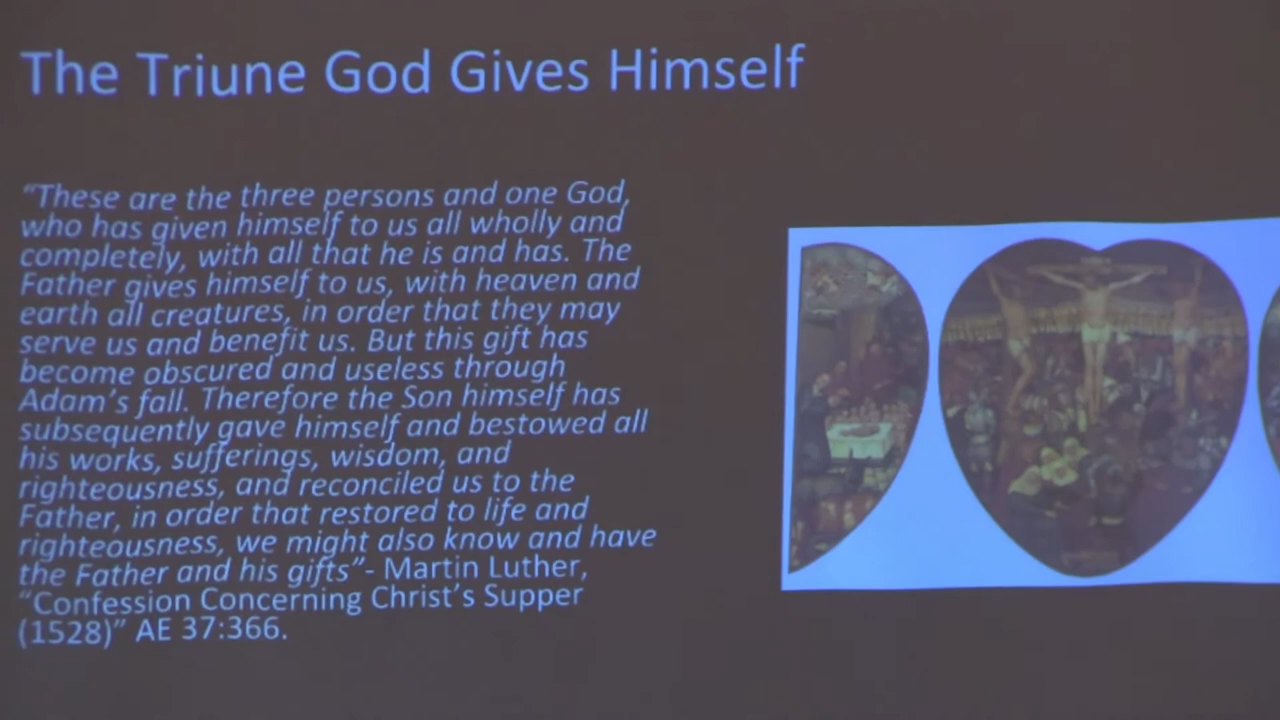 The Triune God Gives Himself
“These are the three persons and one God,
who has given himself to us all wholly and
completely, with all that he is and has. The
Father gives himself to us, with heaven and
earth all creatures, in order that they may
serve us and benefit us. But this gift has
become obscured and useless through
Adam’s fall. Therefore the Son himself has
subsequently gave himself and bestowed all
his works, sufferings, wisdom, and
righteousness, and reconciled us to the
Father, in order that restored to life and
righteousness, we might also know and have
the Father and his gifts”- Martin Luther,
“Confession Concerning Christ’s Supper
(1528)” AE 37:366.